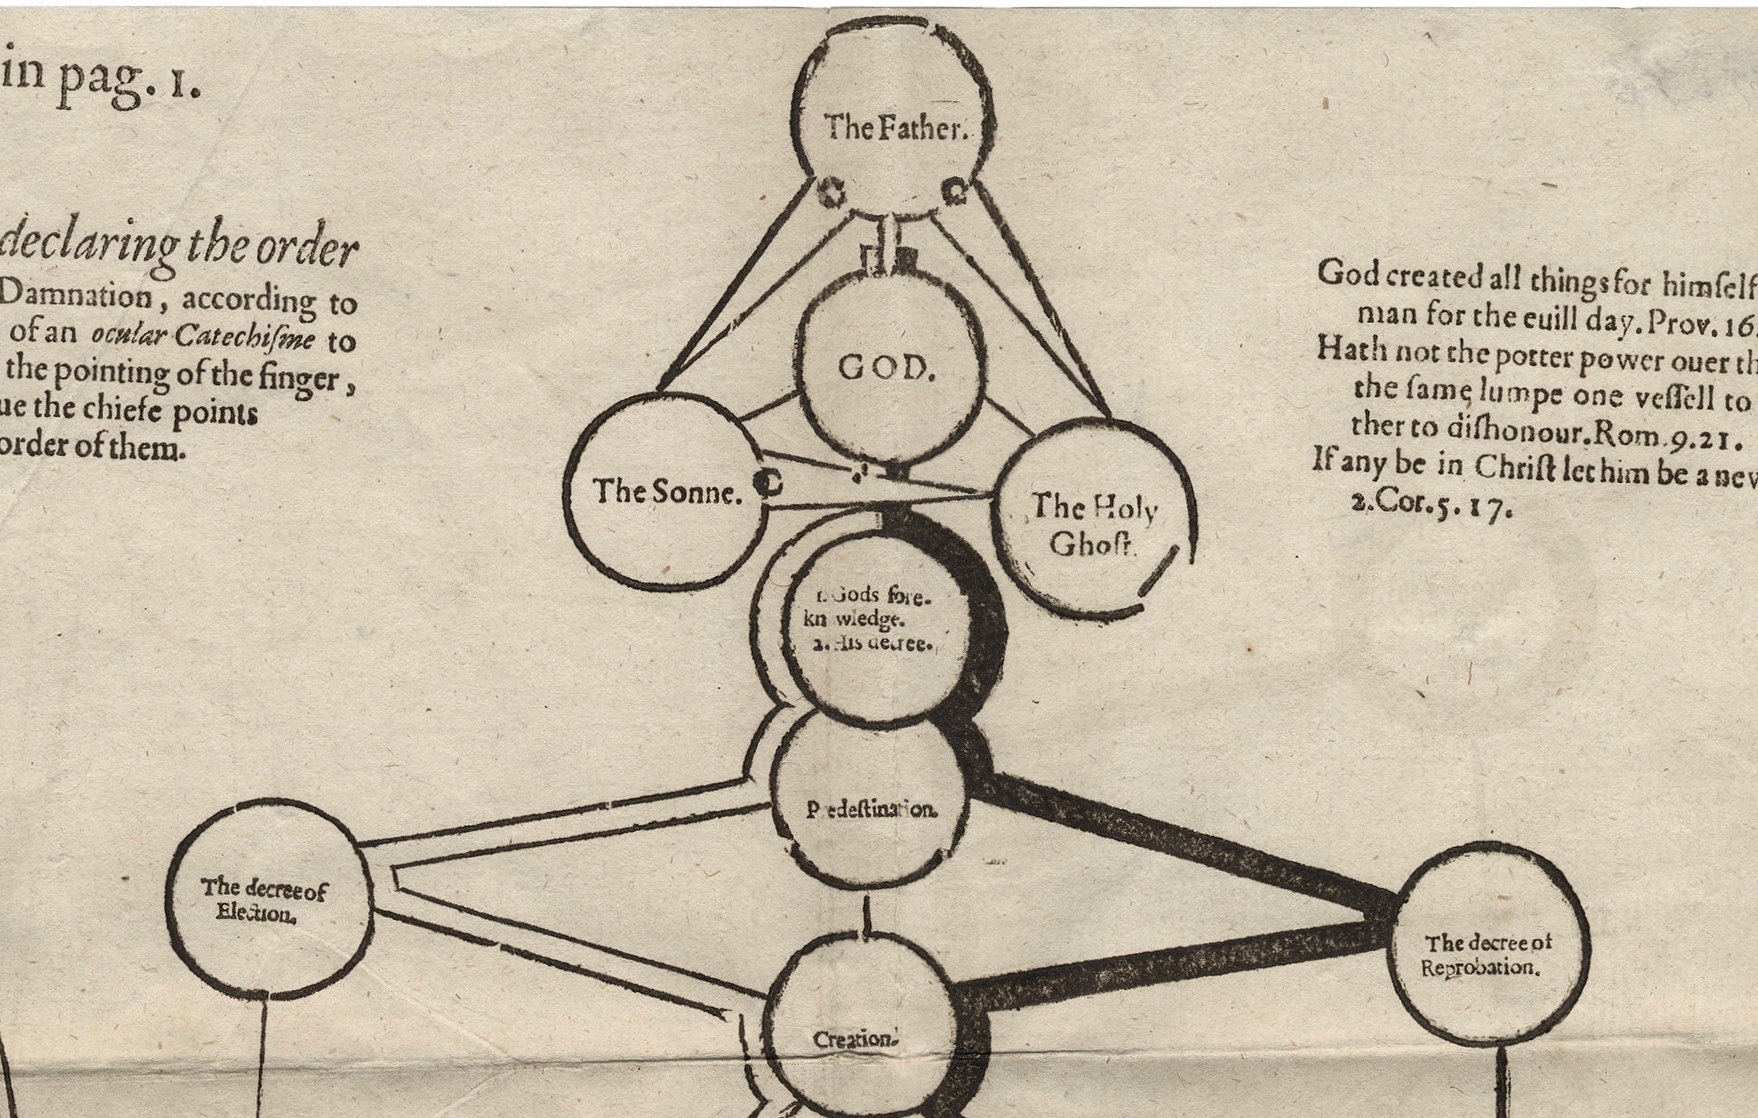 in pag. 1.
declaring the order
Damnation, according to
of an ocular Catechiſme to
the pointing of the finger,
ue the chiefe points
order of them.
The Father.
GOD.
The Sonne.
The Holy
Ghoſt.
God created all things for himſelf
man for the euill day. Prov. 16.
Hath not the potter power ouer th
the ſame lumpe one veſſell to
ther to diſhonour. Rom. 9. 21.
If any be in Chriſt let him be a new
2. Cor. 5. 17.
1. Gods fore-
kn wledge.
2. His decree.
P edeſtination.
The decree of
Election.
The decree of
Reprobation.
Creation.